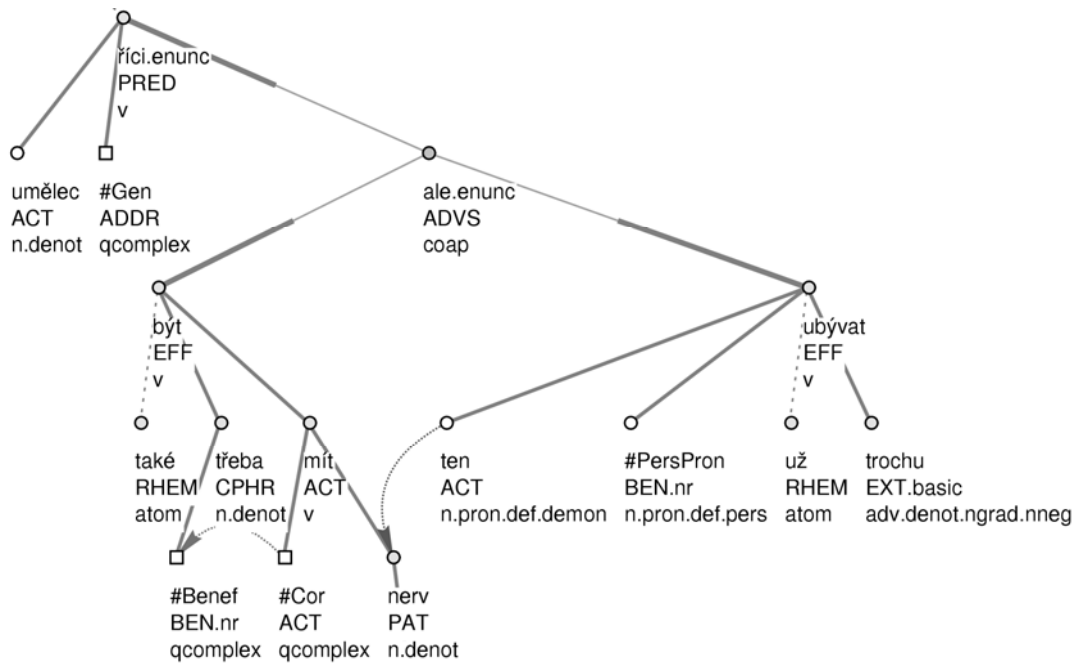 říci.enunc
PRED
v
umělec
ACT
n.denot
#Gen
ADDR
qcomplex
ale.enunc
ADVS
coap
být
EFF
v
ubývat
EFF
v
také
RHEM
atom
třeba
CPHR
n.denot
mít
ACT
v
ten
ACT
n.pron.def.demon
#PersPron
BEN.nr
n.pron.def.pers
už
RHEM
atom
trochu
EXT.basic
adv.denot.ngrad.nneg
#Benef
BEN.nr
qcomplex
#Cor
ACT
qcomplex
nerv
PAT
n.denot